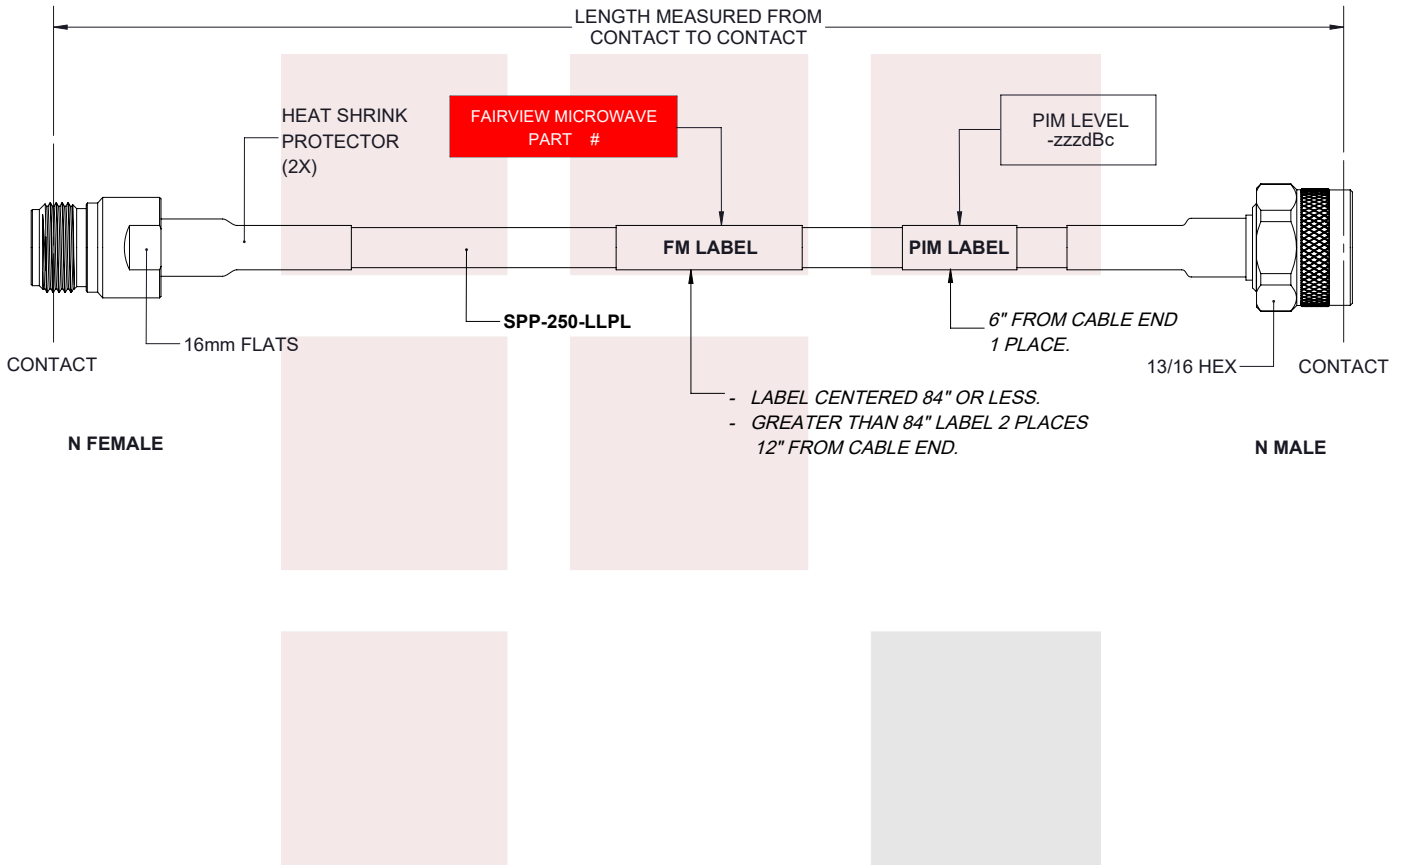 LENGTH MEASURED FROM
CONTACT TO CONTACT
HEAT SHRINK
PROTECTOR
(2X)
FAIRVIEW MICROWAVE
PART #
PIM LEVEL
-zzzdBc
FM LABEL
PIM LABEL
SPP-250-LLPL
16mm FLATS
6" FROM CABLE END
1 PLACE.
CONTACT
13/16 HEX
CONTACT
- LABEL CENTERED 84" OR LESS.
- GREATER THAN 84" LABEL 2 PLACES
12" FROM CABLE END.
N FEMALE
N MALE